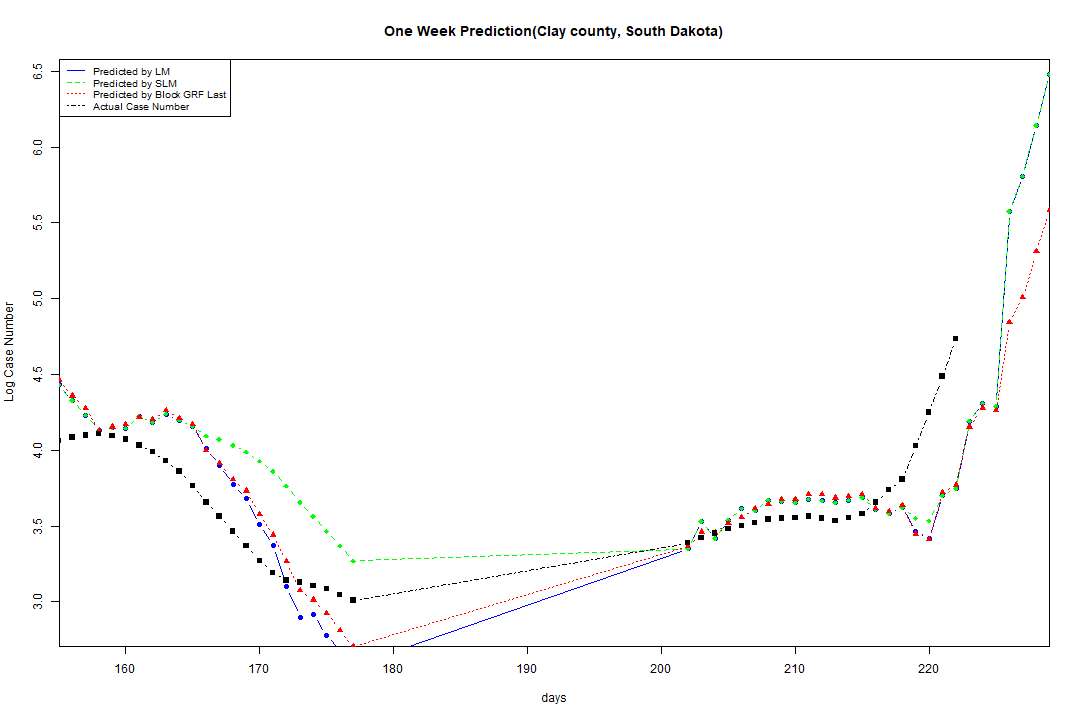 One Week Prediction(Clay county, South Dakota)
Predicted by LM
Predicted by SLM
Predicted by Block GRF Last
Actual Case Number
6.5
6.0
5.5
5.0
4.5
4.0
3.5
3.0
Log Case Number
160 170 180 190 200 210 220
days